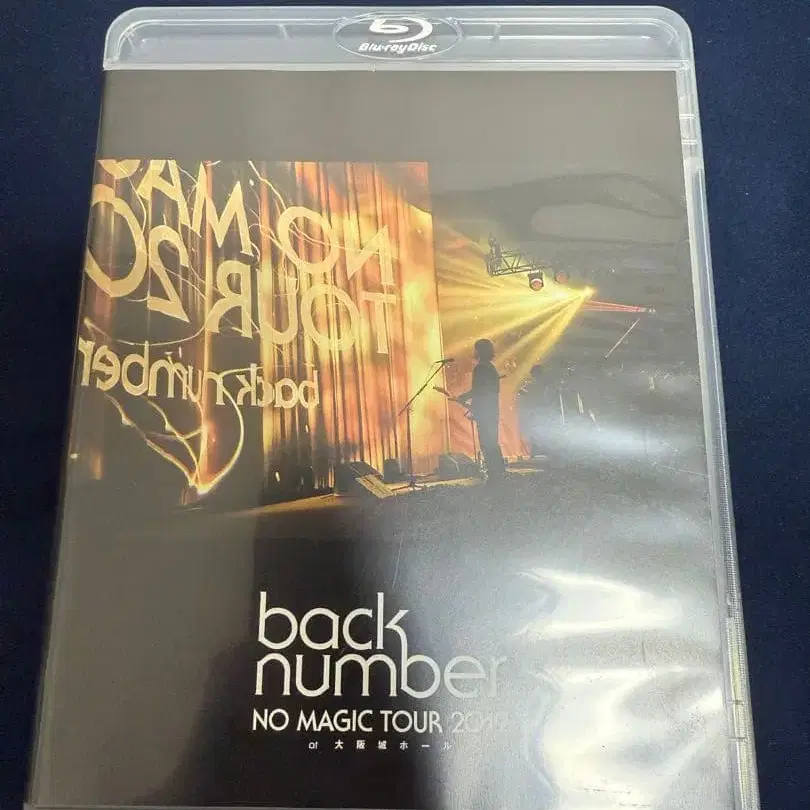 Blu-ray Disc
NO MAG
TOUR 20
back number
back
number
NO MAGIC TOUR 2019
at 大阪城ホール